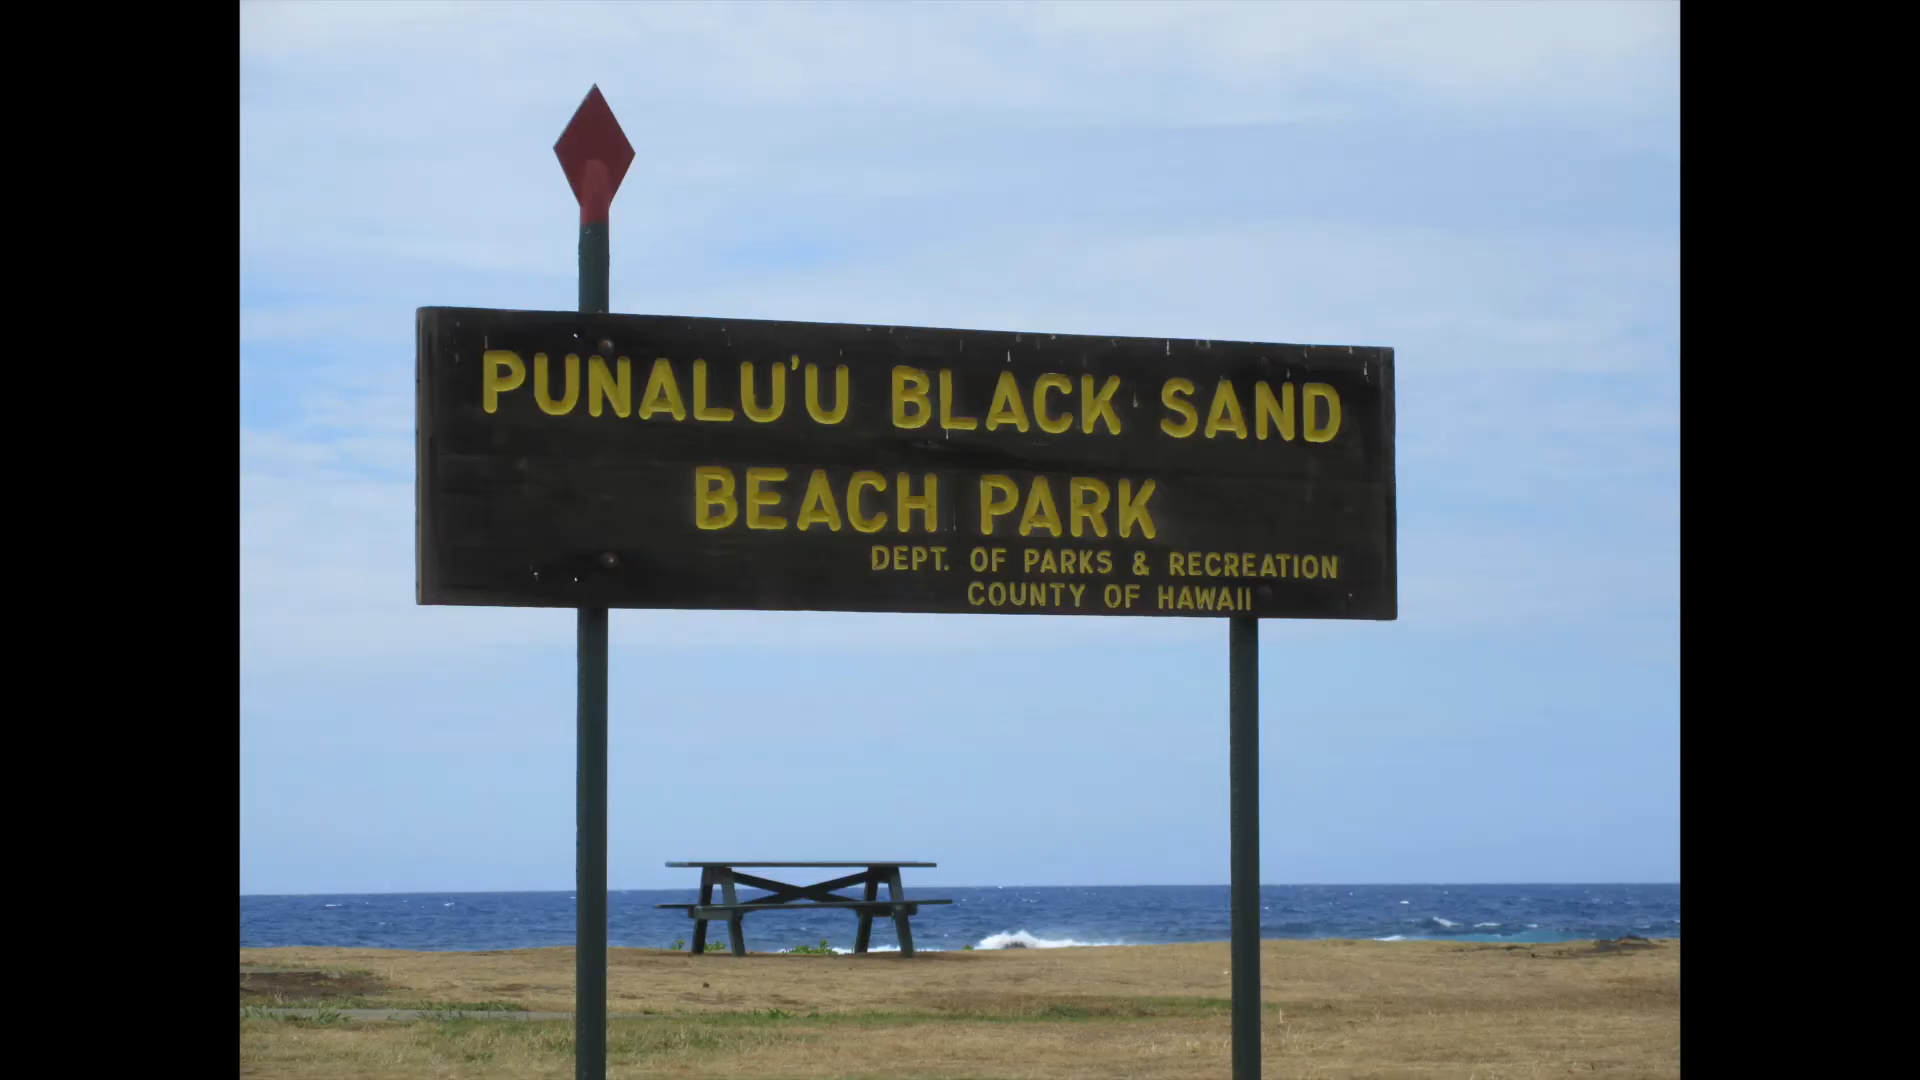 PUNALU'U BLACK SAND
BEACH PARK
DEPT. OF PARKS & RECREATION
COUNTY OF HAWAII